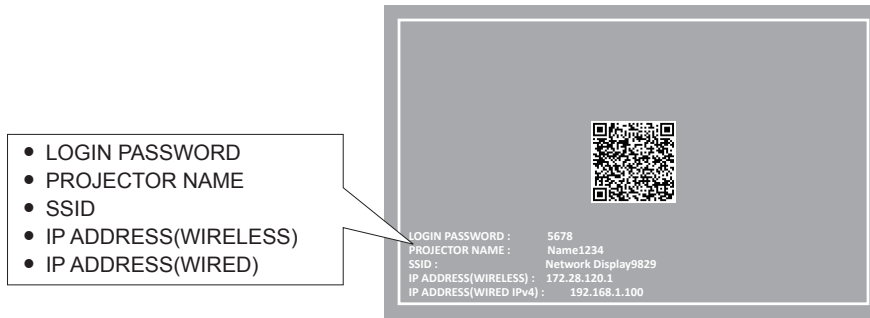 • LOGIN PASSWORD
• PROJECTOR NAME
• SSID
• IP ADDRESS(WIRELESS)
• IP ADDRESS(WIRED)
LOGIN PASSWORD : 5678
PROJECTOR NAME : Name1234
SSID : Network Display9829
IP ADDRESS(WIRELESS) : 172.28.120.1
IP ADDRESS(WIRED IPv4) : 192.168.1.100